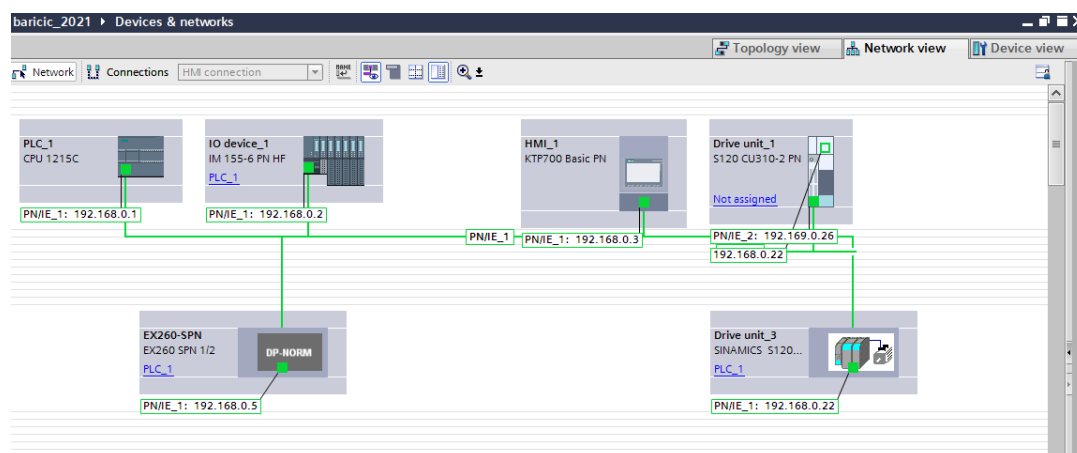 baricic_2021 ▸ Devices & networks
Topology view Network view Device view
Network Connections HMI connection
PLC_1
CPU 1215C
IO device_1
IM 155-6 PN HF
PLC_1
HMI_1
KTP700 Basic PN
Drive unit_1
S120 CU310-2 PN
Not assigned
PN/IE_1: 192.168.0.1
PN/IE_1: 192.168.0.2
PN/IE_1
PN/IE_1: 192.168.0.3
PN/IE_2: 192.169.0.26
192.168.0.22
EX260-SPN
EX260 SPN 1/2
PLC_1
DP-NORM
PN/IE_1: 192.168.0.5
Drive unit_3
SINAMICS S120...
PLC_1
PN/IE_1: 192.168.0.22